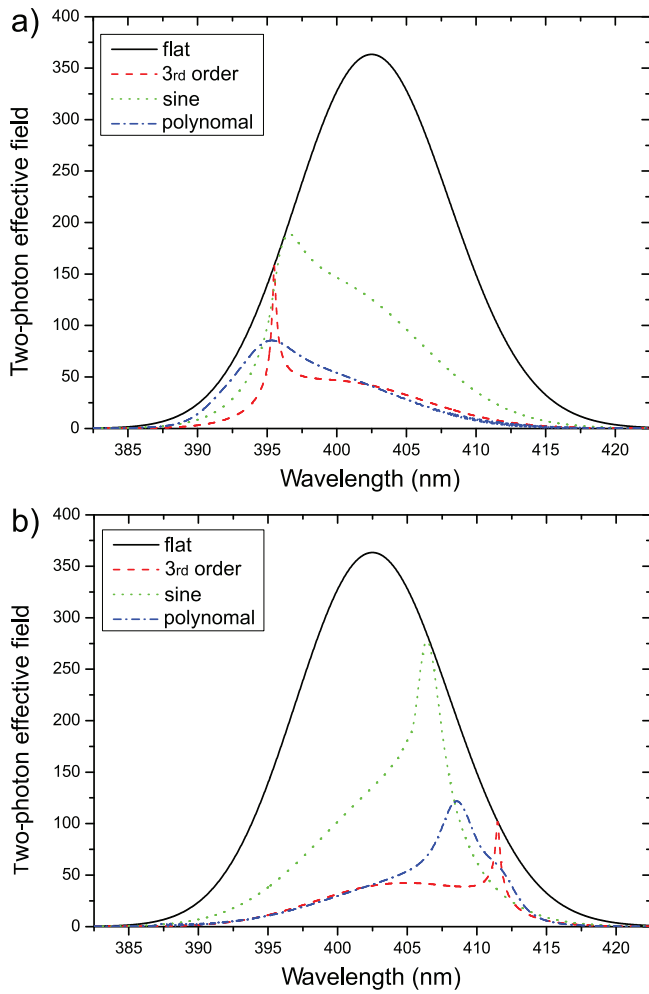 a)
400
350
300
250
200
150
100
50
0
Two-photon effective field
flat
3rd order
sine
polynomal
385 390 395 400 405 410 415 420
Wavelength (nm)
b)
400
350
300
250
200
150
100
50
0
Two-photon effective field
flat
3rd order
sine
polynomal
385 390 395 400 405 410 415 420
Wavelength (nm)